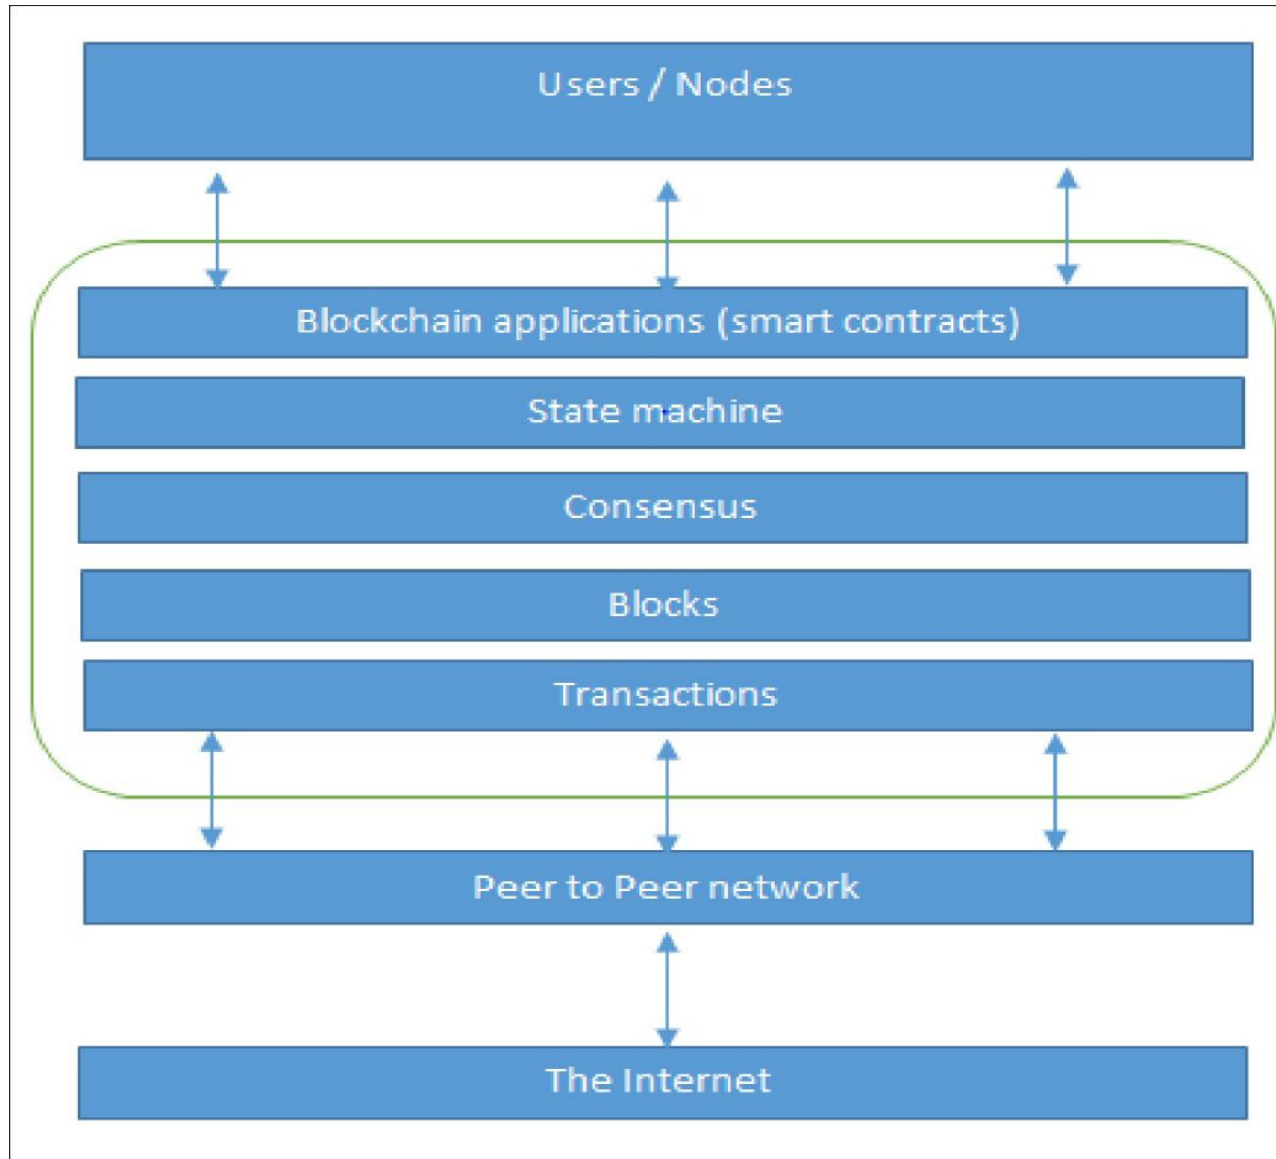 Users / Nodes
Blockchain applications (smart contracts)
State machine
Consensus
Blocks
Transactions
Peer to Peer network
The Internet